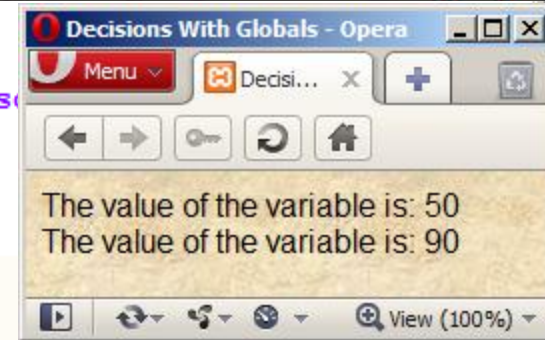 Decisions With Globals - Opera
Menu
Decisi...
The value of the variable is: 50
The value of the variable is: 90
View (100%)